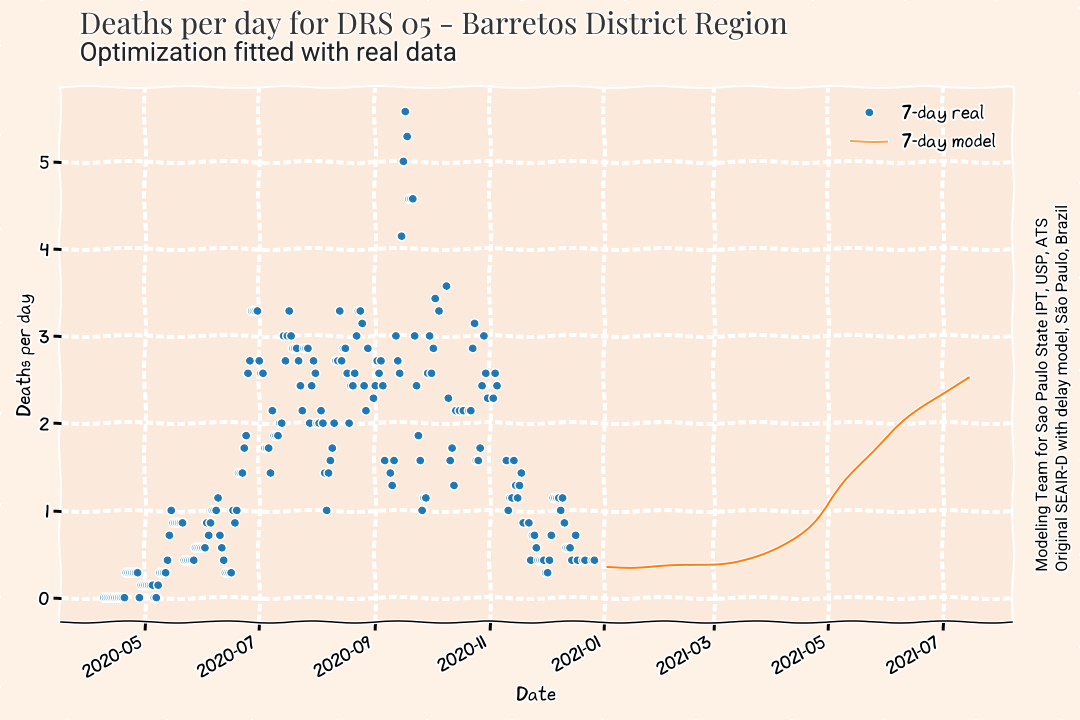 Deaths per day for DRS 05 - Barretos District Region
Optimization fitted with real data
7-day real
7-day model
Deaths per day
5
4
3
2
1
0
2020-05
2020-07
2020-09
2020-11
2021-01
2021-03
2021-05
2021-07
Date
Modeling Team for Sao Paulo State IPT, USP, ATS
Original SEAIR-D with delay model, São Paulo, Brazil